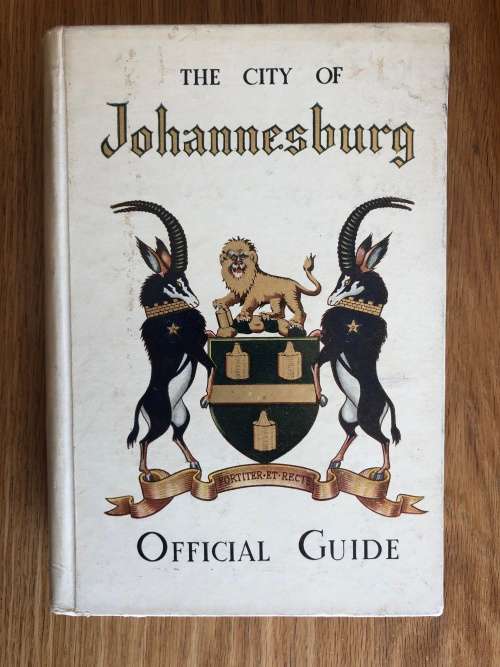 THE CITY OF
Johannesburg
FORTITER·ET·RECTE
OFFICIAL GUIDE